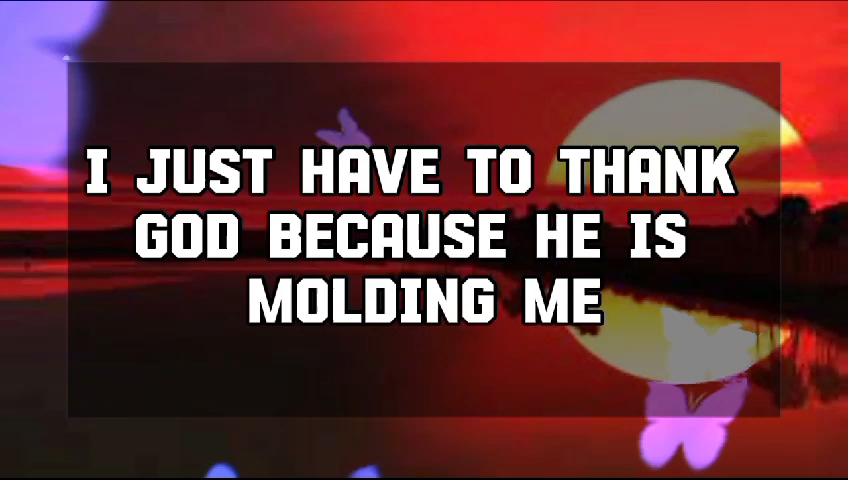 I JUST HAVE TO THANK
GOD BECAUSE HE IS
MOLDING ME